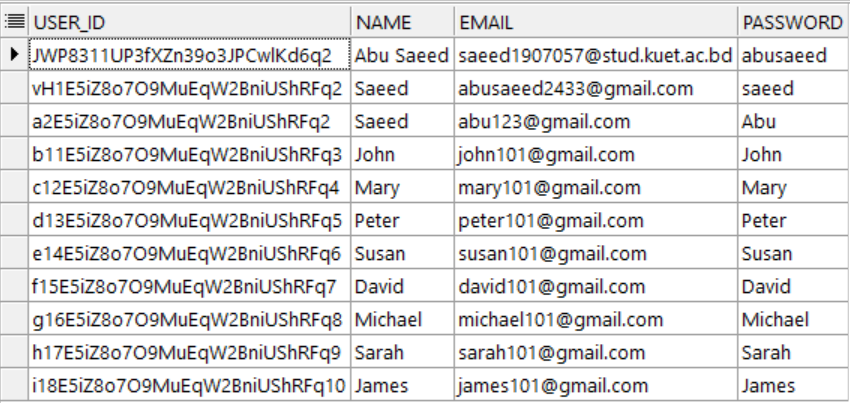 USER_ID NAME EMAIL PASSWORD
JWP8311UP3fXZn39o3JPCwlKd6q2 Abu Saeed saeed1907057@stud.kuet.ac.bd abusaeed
vH1E5iZ8o7O9MuEqW2BniUShRFq2 Saeed abusaeed2433@gmail.com saeed
a2E5iZ8o7O9MuEqW2BniUShRFq2 Saeed abu123@gmail.com Abu
b11E5iZ8o7O9MuEqW2BniUShRFq3 John john101@gmail.com John
c12E5iZ8o7O9MuEqW2BniUShRFq4 Mary mary101@gmail.com Mary
d13E5iZ8o7O9MuEqW2BniUShRFq5 Peter peter101@gmail.com Peter
e14E5iZ8o7O9MuEqW2BniUShRFq6 Susan susan101@gmail.com Susan
f15E5iZ8o7O9MuEqW2BniUShRFq7 David david101@gmail.com David
g16E5iZ8o7O9MuEqW2BniUShRFq8 Michael michael101@gmail.com Michael
h17E5iZ8o7O9MuEqW2BniUShRFq9 Sarah sarah101@gmail.com Sarah
i18E5iZ8o7O9MuEqW2BniUShRFq10 James james101@gmail.com James